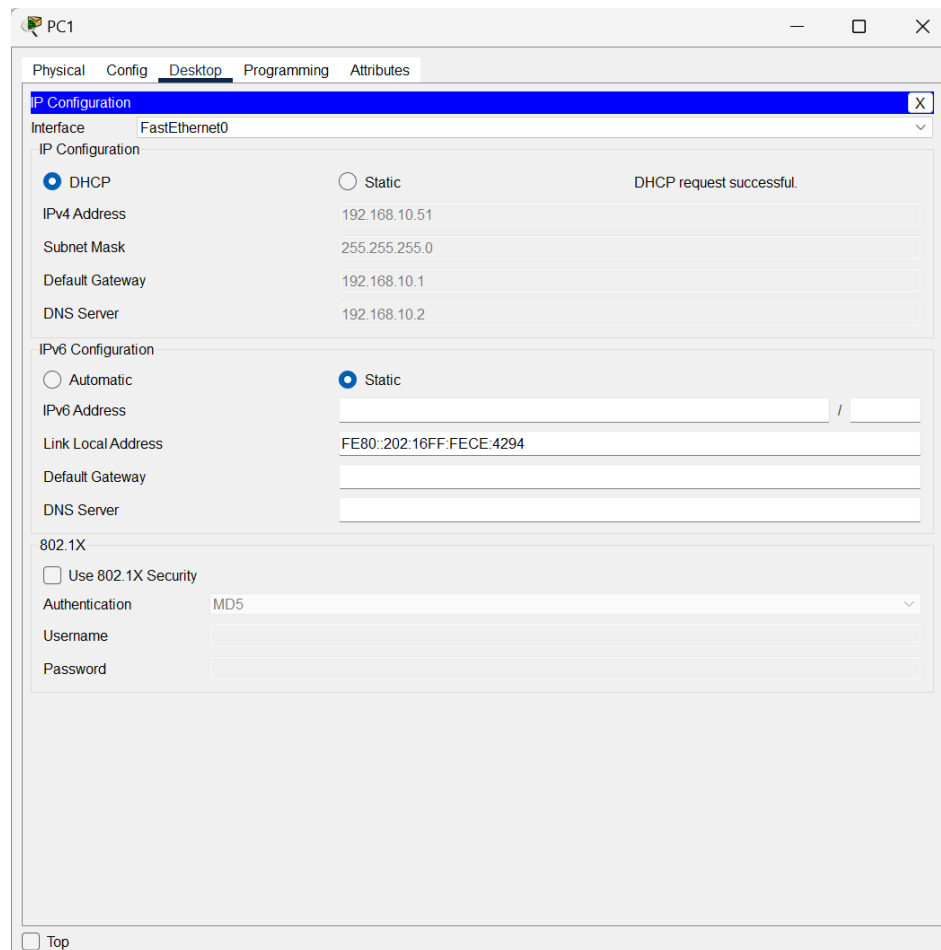 PC1
Physical Config Desktop Programming Attributes
IP Configuration X
Interface FastEthernet0
IP Configuration
DHCP Static DHCP request successful.
IPv4 Address 192.168.10.51
Subnet Mask 255.255.255.0
Default Gateway 192.168.10.1
DNS Server 192.168.10.2
IPv6 Configuration
Automatic Static
IPv6 Address /
Link Local Address FE80::202:16FF:FECE:4294
Default Gateway
DNS Server
802.1X
Use 802.1X Security
Authentication MD5
Username
Password
Top